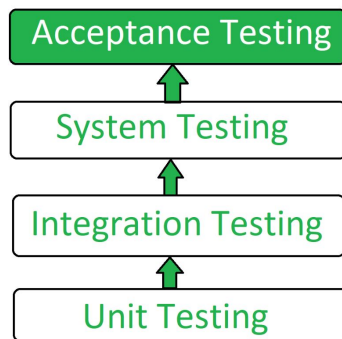 Acceptance Testing
System Testing
Integration Testing
Unit Testing